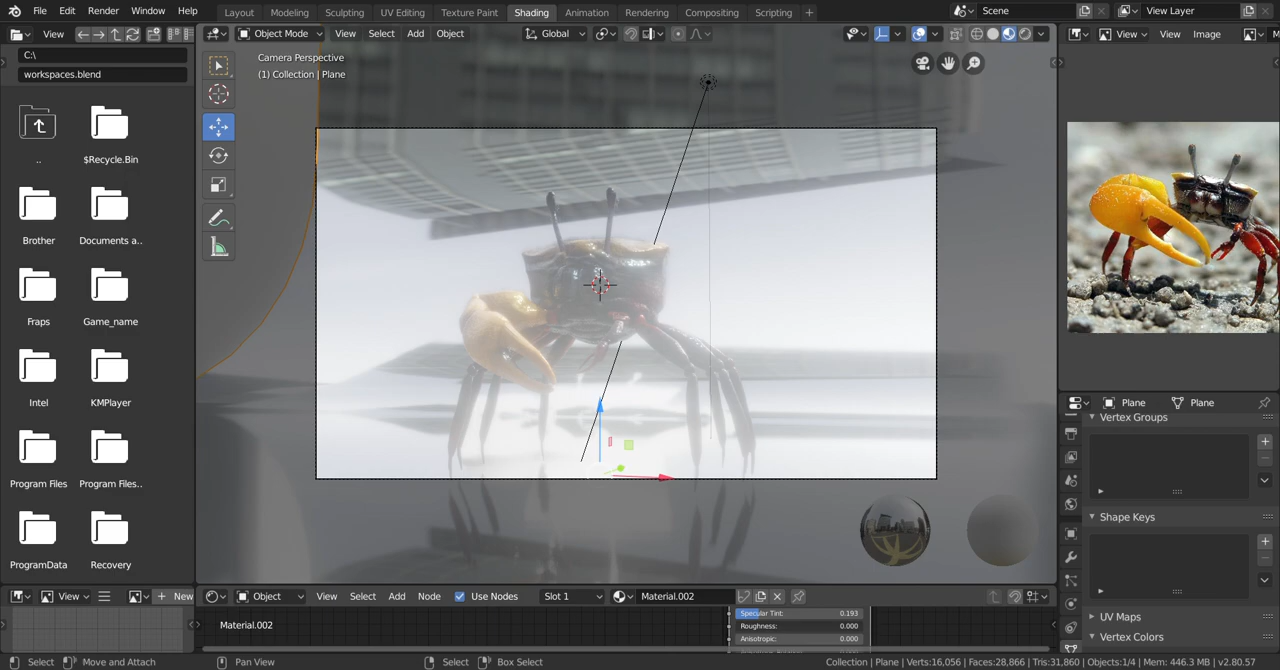 File Edit Render Window Help
Layout Modeling Sculpting UV Editing Texture Paint Shading Animation Rendering Compositing Scripting +
Scene
View Layer
View
Object Mode View Select Add Object
Global
View View Image
C:\
workspaces.blend
Camera Perspective
(1) Collection | Plane
.. $Recycle.Bin
Brother Documents a..
Fraps Game_name
Intel KMPlayer
Program Files Program Files..
ProgramData Recovery
Plane Plane
Vertex Groups
Shape Keys
UV Maps
Vertex Colors
View + New
Object View Select Add Node Use Nodes Slot 1 Material.002
Material.002
Specular Tint: 0.193
Roughness: 0.000
Anisotropic: 0.000
Select Move and Attach Pan View Select Box Select
Collection | Plane | Verts:16,056 | Faces:28,866 | Tris:31,860 | Objects:1/4 | Mem: 446.3 MB | v2.80.57